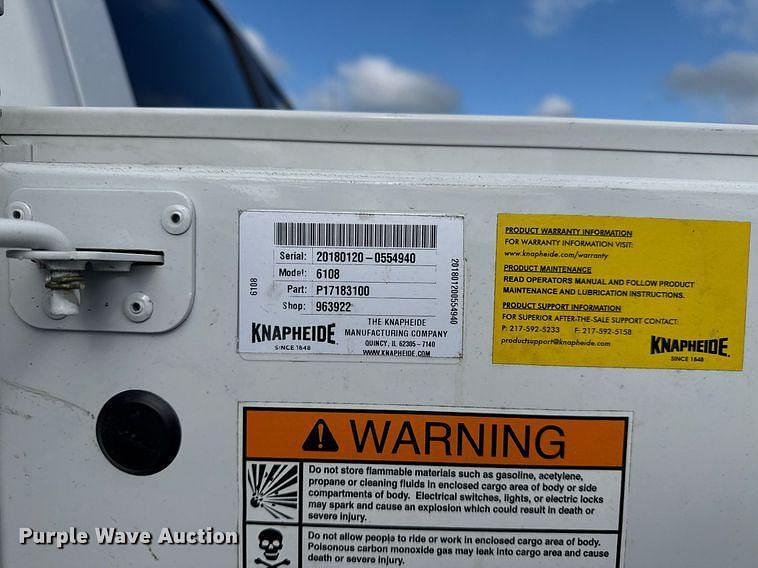 Serial: 20180120-0554940
Model: 6108
Part: P17183100
Shop: 963922
6108
201801200554940
KNAPHEIDE
SINCE 1848
THE KNAPHEIDE
MANUFACTURING COMPANY
QUINCY, IL 62305-7140
WWW.KNAPHEIDE.COM
PRODUCT WARRANTY INFORMATION
FOR WARRANTY INFORMATION VISIT:
www.knapheide.com/warranty
PRODUCT MAINTENANCE
READ OPERATORS MANUAL AND FOLLOW PRODUCT
MAINTENANCE AND LUBRICATION INSTRUCTIONS.
PRODUCT SUPPORT INFORMATION
FOR SUPERIOR AFTER-THE-SALE SUPPORT CONTACT:
P: 217-592-5233 F: 217-592-5158
productsupport@knapheide.com
KNAPHEIDE.
SINCE 1848
WARNING
Do not store flammable materials such as gasoline, acetylene,
propane or cleaning fluids in enclosed cargo area of body or side
compartments of body. Electrical switches, lights, or electric locks
may spark and cause an explosion which could result in death or
severe injury.
Do not allow people to ride or work in enclosed cargo area of body.
Poisonous carbon monoxide gas may leak into cargo area and cause
death or severe injury.
Purple Wave Auction